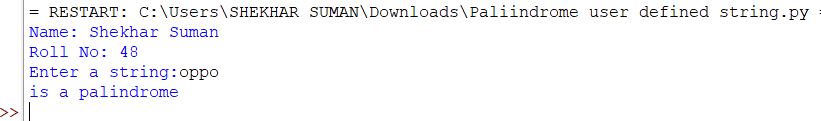 = RESTART: C:\Users\SHEKHAR SUMAN\Downloads\Paliindrome user defined string.py =
Name: Shekhar Suman
Roll No: 48
Enter a string:oppo
is a palindrome
>>